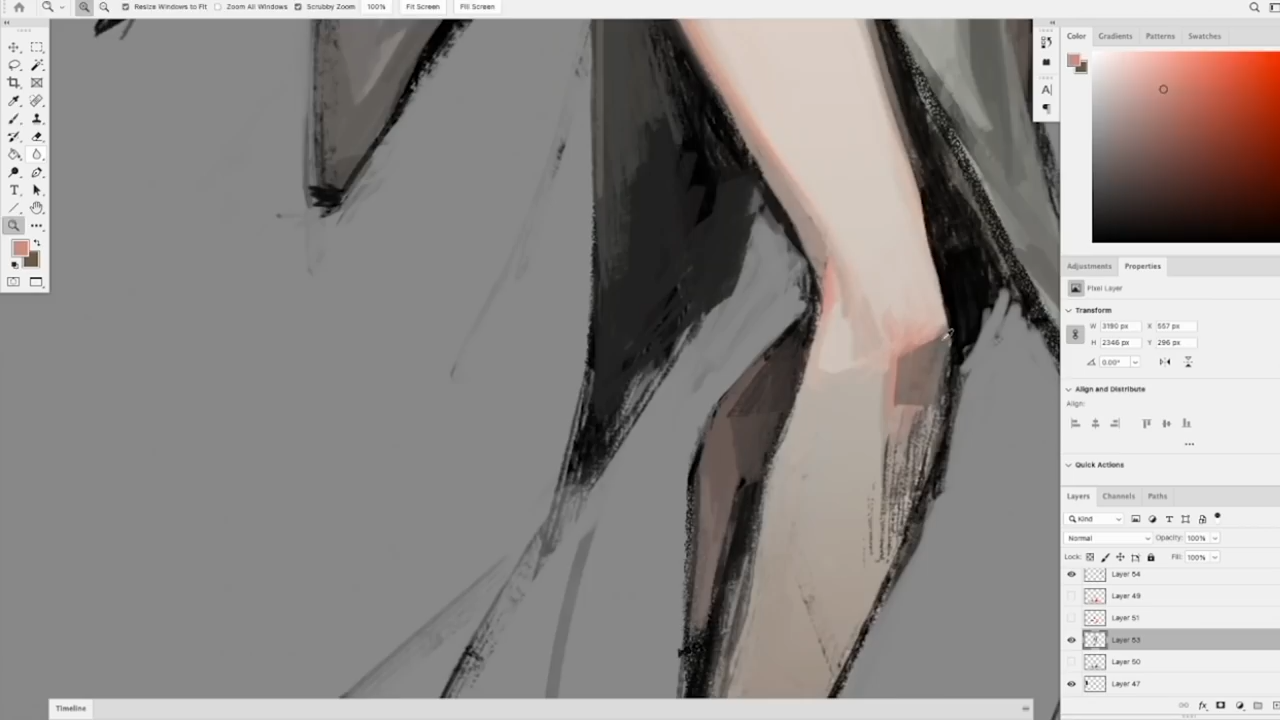 Resize Windows to Fit Zoom All Windows Scrubby Zoom 100% Fit Screen Fill Screen
Color Gradients Patterns Swatches
Adjustments Properties
Pixel Layer
Transform
W 3190 px X 557 px
H 2346 px Y 296 px
0.00°
Align and Distribute
Align:
Quick Actions
Layers Channels Paths
Kind
Normal Opacity: 100%
Lock: Fill: 100%
Layer 54
Layer 49
Layer 51
Layer 53
Layer 50
Layer 47
Timeline